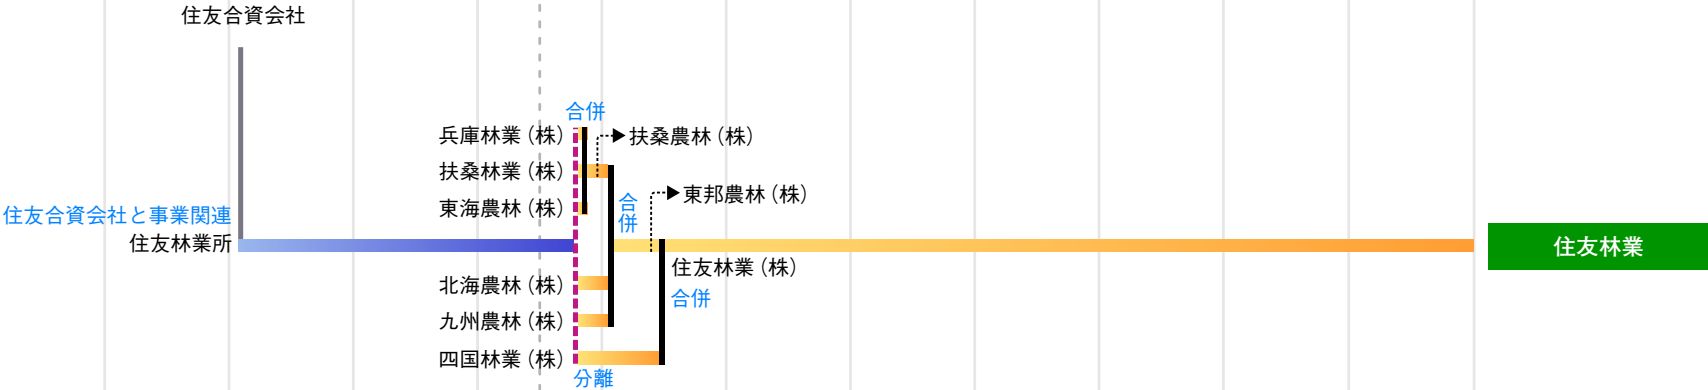 住友合資会社
合併
兵庫林業(株)
扶桑農林(株)
扶桑林業(株)
東邦農林(株)
東海農林(株)
合併
住友合資会社と事業関連
住友林業所
住友林業
住友林業(株)
北海農林(株)
合併
九州農林(株)
四国林業(株)
分離